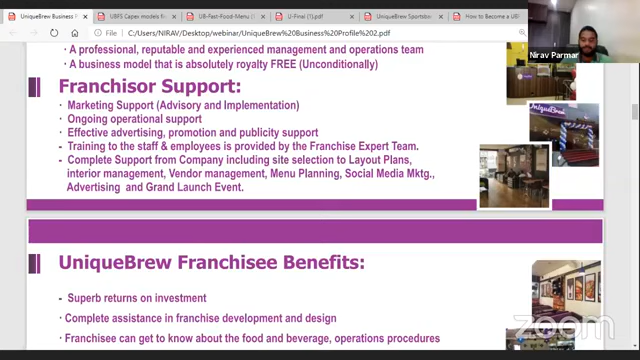 UniqueBrew Business P
UBFS Capex models f
UB-Fast-Food-Menu (
U-Final (1).pdf
UniqueBrew Sportsbar
How to Become a UB
File
C:/Users/NIRAV/Desktop/webinar/UniqueBrew%20Business%20Profile%202.pdf
· A professional, reputable and experienced management and operations team
· A business model that is absolutely royalty FREE (Unconditionally)
Nirav Parmar
Franchisor Support:
· Marketing Support (Advisory and Implementation)
· Ongoing operational support
· Effective advertising, promotion and publicity support
- Training to the staff & employees is provided by the Franchise Expert Team.
- Complete Support from Company including site selection to Layout Plans,
interior management, Vendor management, Menu Planning, Social Media Mktg.,
Advertising and Grand Launch Event.
UniqueBrew
UniqueBrew Franchisee Benefits:
- Superb returns on investment
· Complete assistance in franchise development and design
· Franchisee can get to know about the food and beverage, operations procedures
zoom